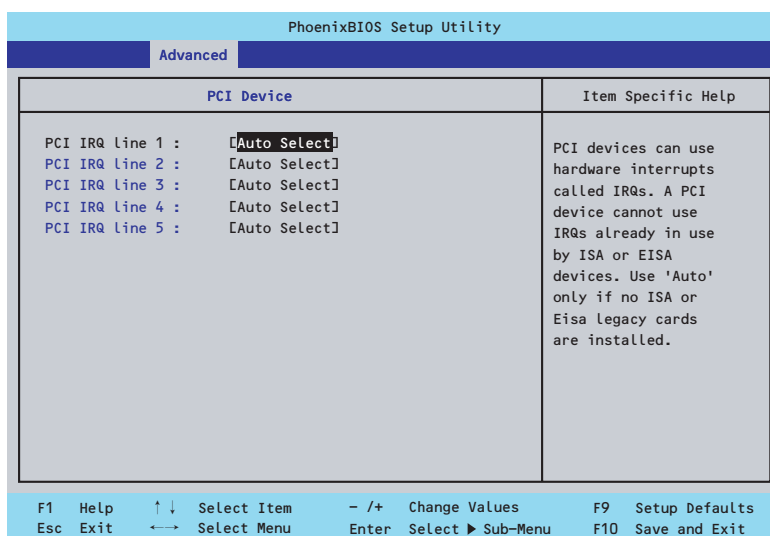 PhoenixBIOS Setup Utility
Advanced
PCI Device
PCI IRQ line 1 : [Auto Select]
PCI IRQ line 2 : [Auto Select]
PCI IRQ line 3 : [Auto Select]
PCI IRQ line 4 : [Auto Select]
PCI IRQ line 5 : [Auto Select]
Item Specific Help
PCI devices can use
hardware interrupts
called IRQs. A PCI
device cannot use
IRQs already in use
by ISA or EISA
devices. Use 'Auto'
only if no ISA or
Eisa legacy cards
are installed.
F1 Help ↑↓ Select Item − /+ Change Values F9 Setup Defaults
Esc Exit ←→ Select Menu Enter Select ▶ Sub-Menu F10 Save and Exit